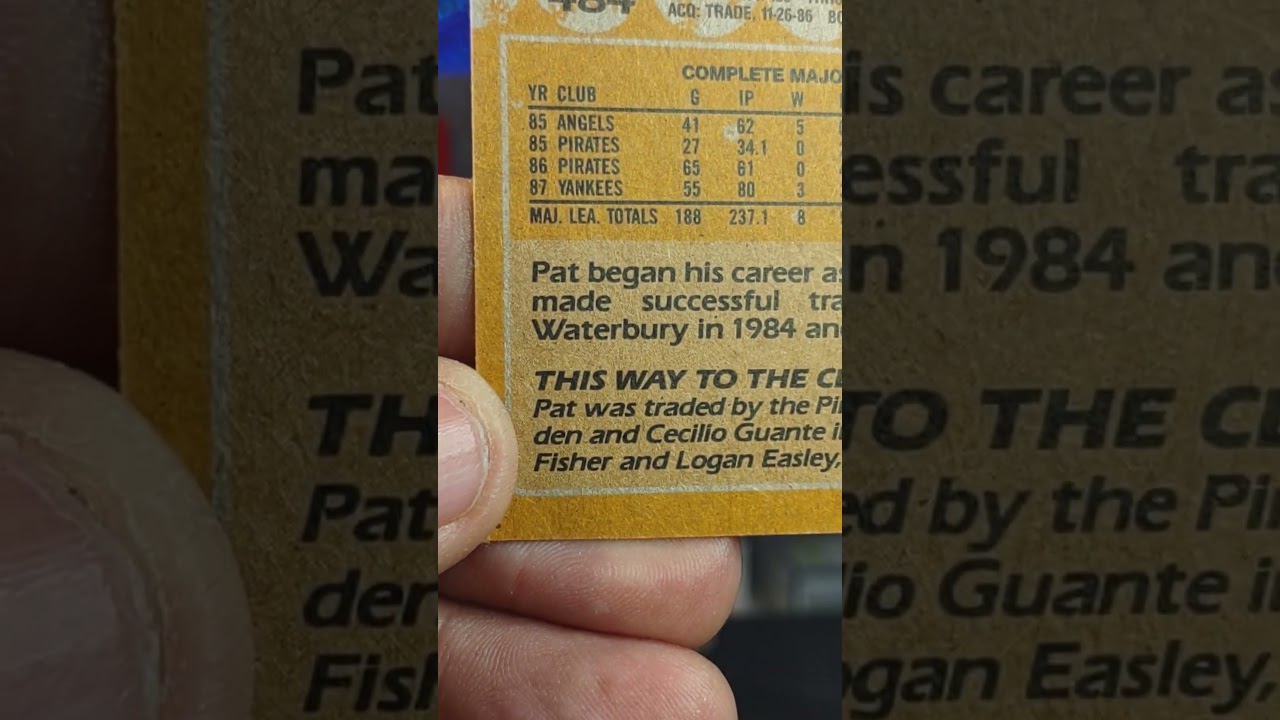 484
ACQ: TRADE, 11-26-86
COMPLETE MAJO
YR CLUB G IP W
85 ANGELS 41 62 5
85 PIRATES 27 34.1 0
86 PIRATES 65 61 0
87 YANKEES 55 80 3
MAJ. LEA. TOTALS 188 237.1 8
Pat began his career as
made successful tra
Waterbury in 1984 an
THIS WAY TO THE CL
Pat was traded by the Pi
den and Cecilio Guante i
Fisher and Logan Easley,